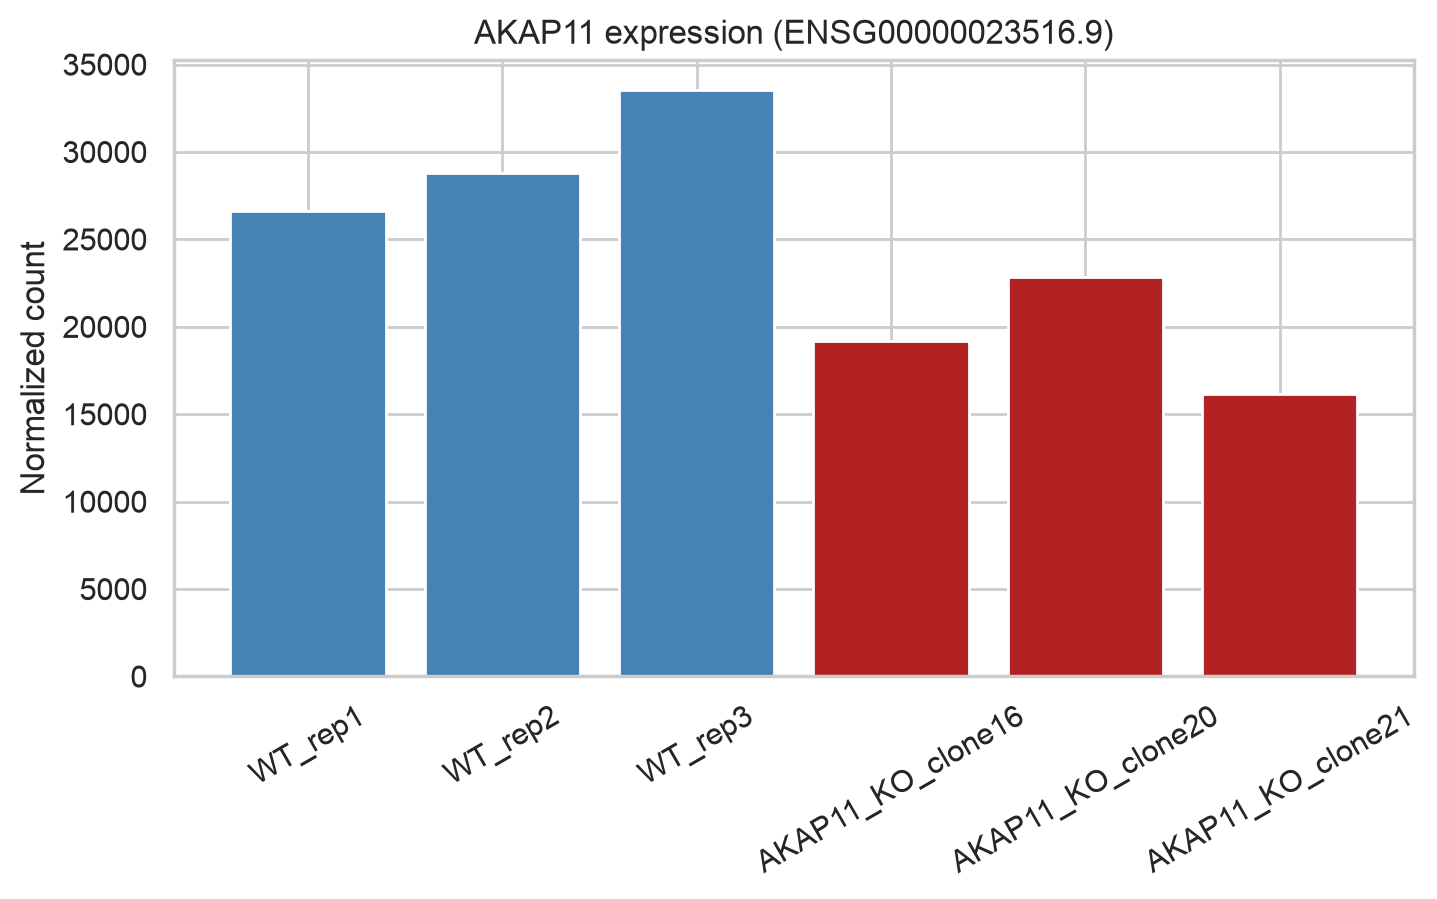 AKAP11 expression (ENSG00000023516.9)
Normalized count
35000
30000
25000
20000
15000
10000
5000
0
WT_rep1
WT_rep2
WT_rep3
AKAP11_KO_clone16
AKAP11_KO_clone20
AKAP11_KO_clone21